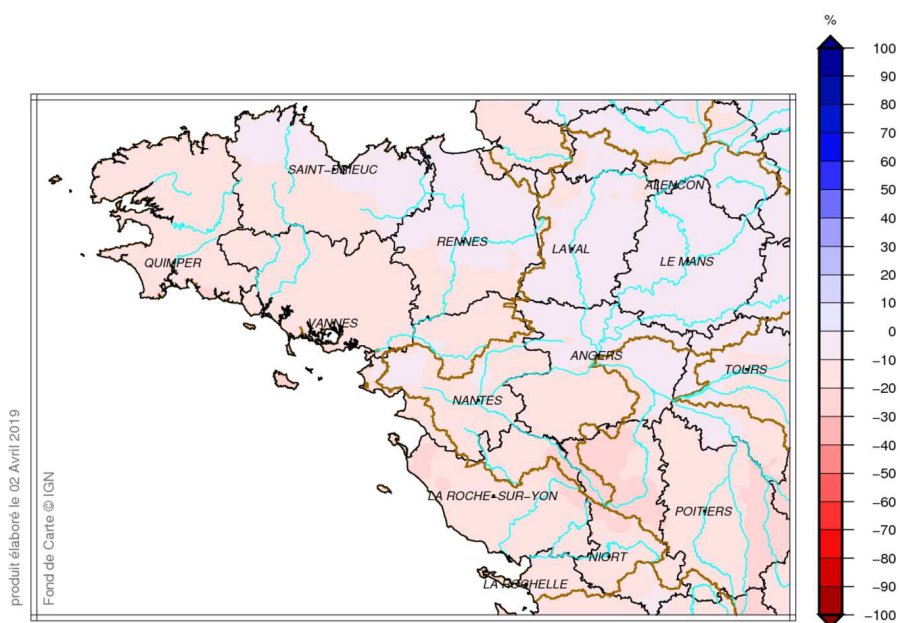 %
100
90
80
70
60
50
40
30
20
10
0
−10
−20
−30
−40
−50
−60
−70
−80
−90
−100
SAINT−BRIEUC
ALENCON
RENNES
LAVAL
LE MANS
QUIMPER
VANNES
ANGERS
TOURS
NANTES
LA ROCHE−SUR−YON
POITIERS
NIORT
LA ROCHELLE
produit élaboré le 02 Avril 2019
Fond de Carte © IGN